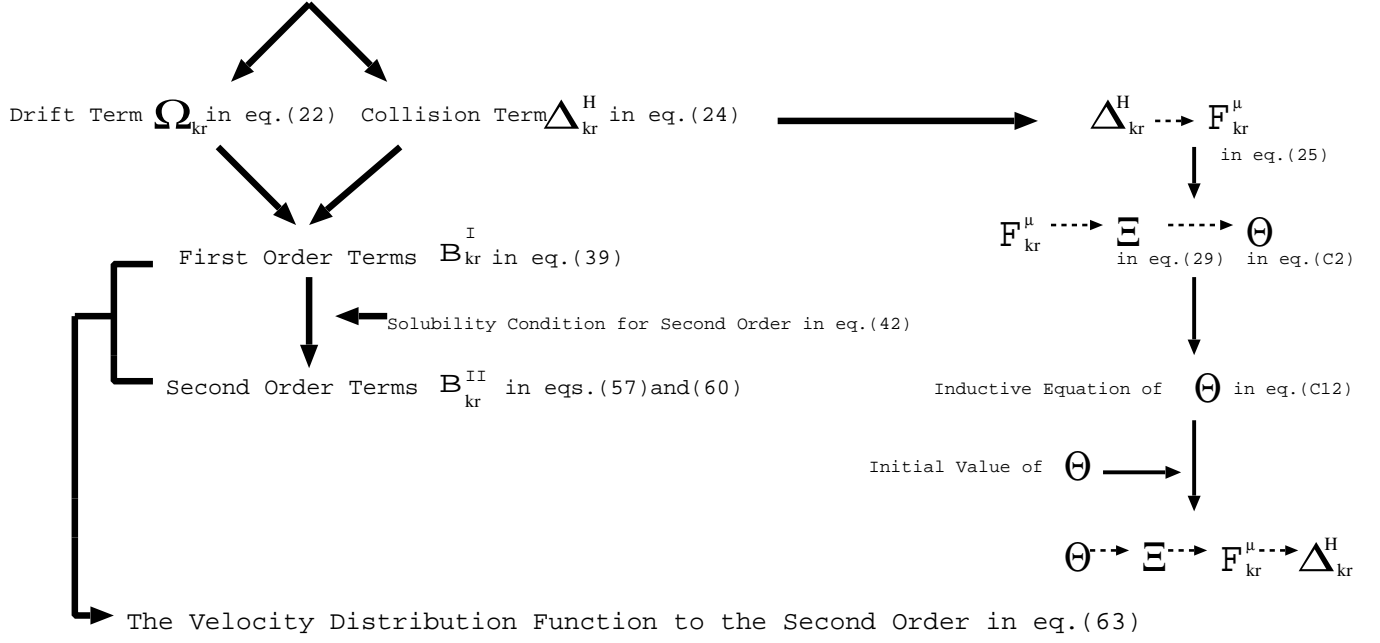 Drift Term Ω_kr in eq.(22) Collision Term Δ^H_kr in eq.(24)
Δ^H_kr F^μ_kr
in eq.(25)
F^μ_kr Ξ Θ
in eq.(29) in eq.(C2)
First Order Terms B^I_kr in eq.(39)
Solubility Condition for Second Order in eq.(42)
Second Order Terms B^II_kr in eqs.(57)and(60)
Inductive Equation of Θ in eq.(C12)
Initial Value of Θ
Θ Ξ F^μ_kr Δ^H_kr
The Velocity Distribution Function to the Second Order in eq.(63)